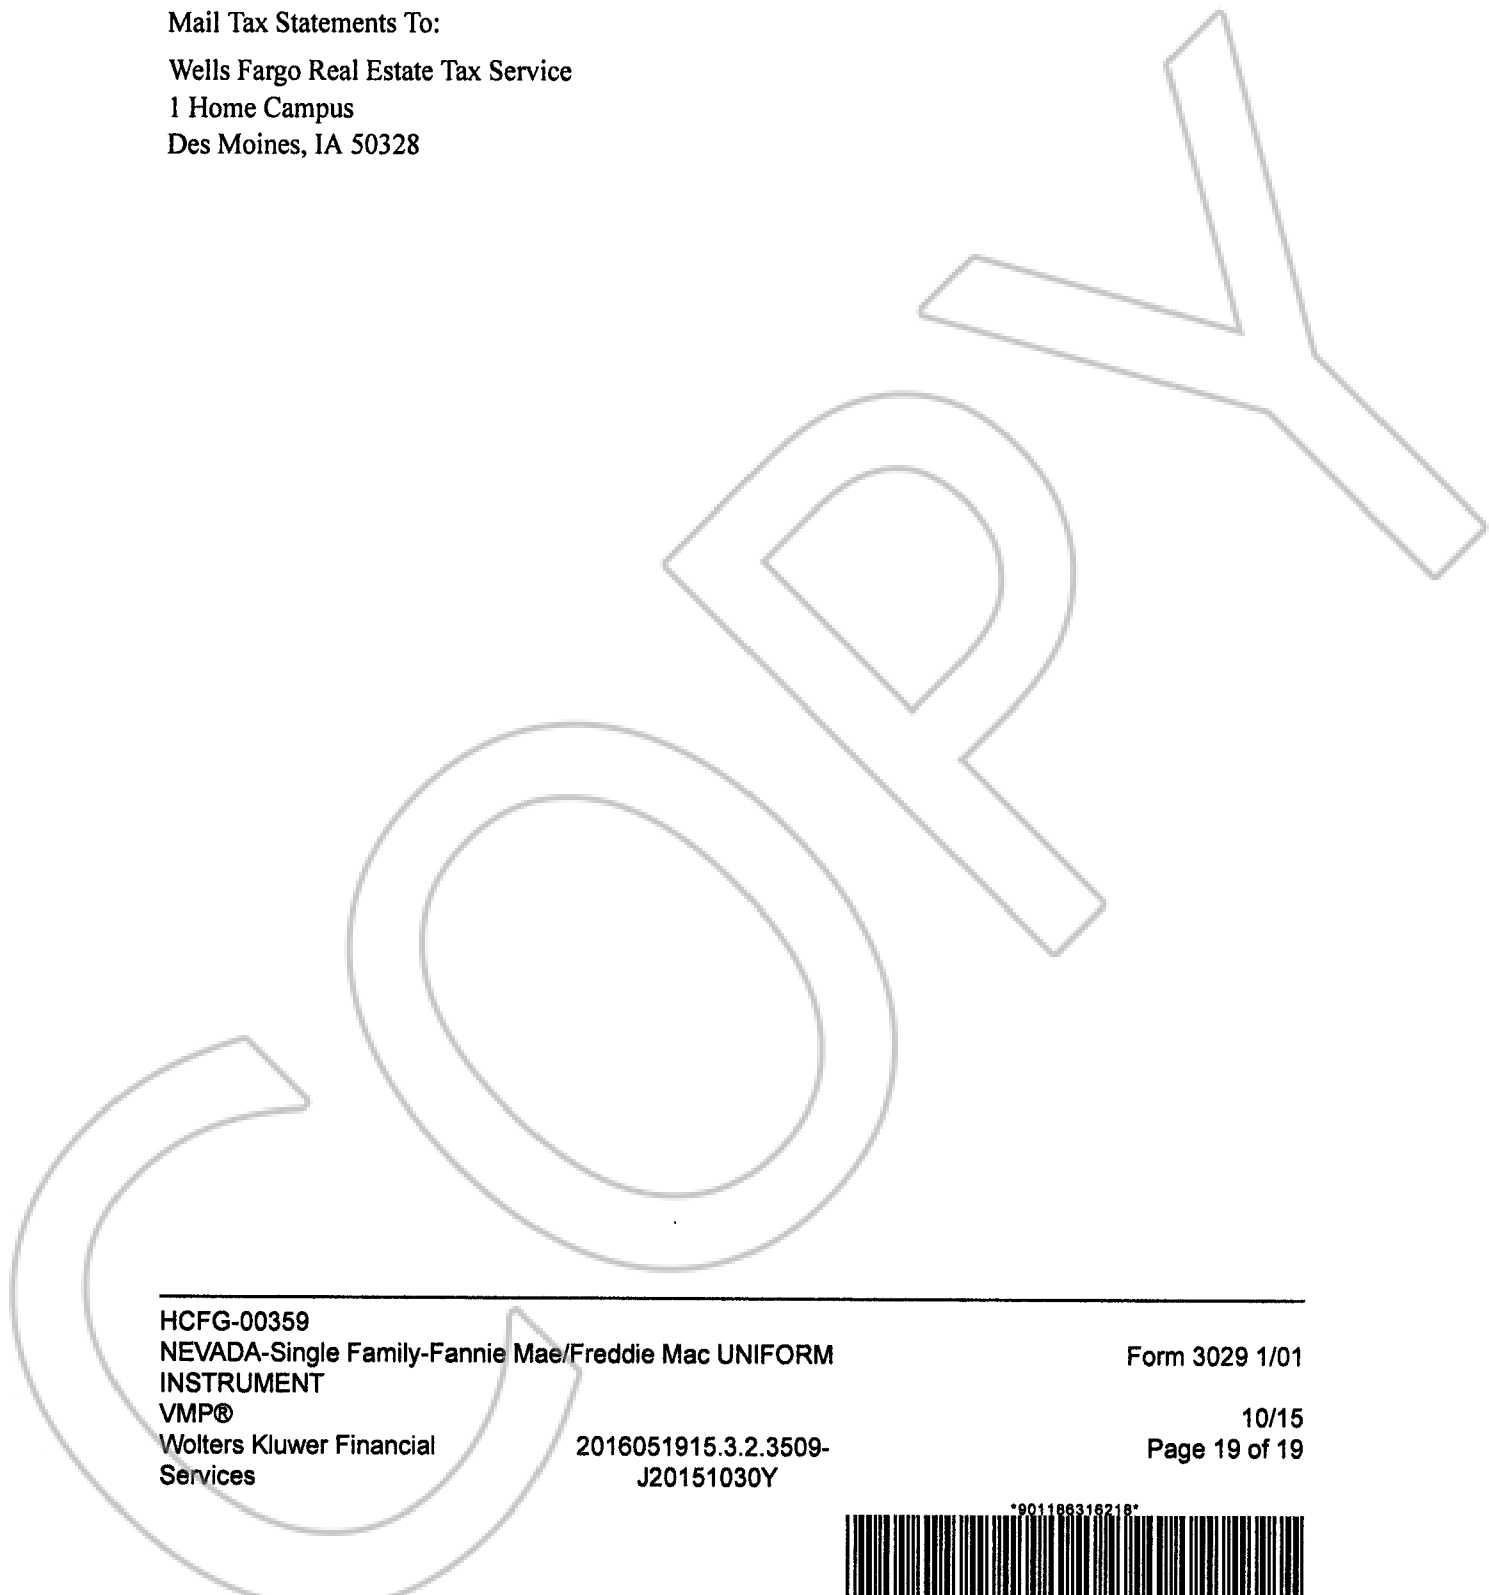 Mail Tax Statements To:
Wells Fargo Real Estate Tax Service
1 Home Campus
Des Moines, IA 50328
COPY
HCFG-00359
NEVADA-Single Family-Fannie Mae/Freddie Mac UNIFORM Form 3029 1/01
INSTRUMENT
VMP® 10/15
Wolters Kluwer Financial 2016051915.3.2.3509- Page 19 of 19
Services J20151030Y
*901186316218*